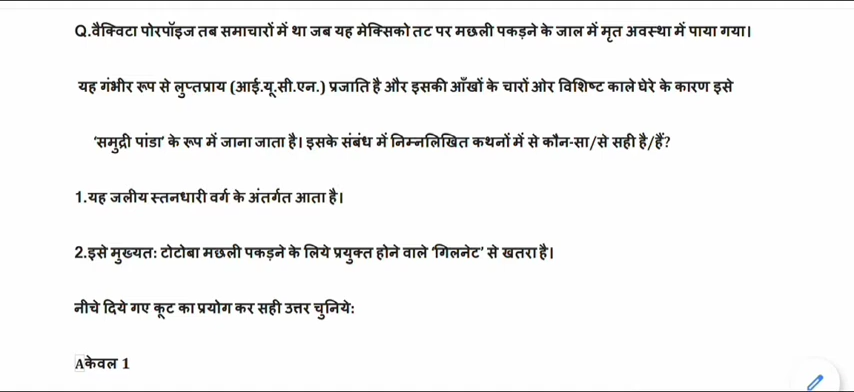 Q.वैक्विटा पोरपॉइज तब समाचारों में था जब यह मेक्सिको तट पर मछली पकड़ने के जाल में मृत अवस्था में पाया गया।
यह गंभीर रूप से लुप्तप्राय (आई.यू.सी.एन.) प्रजाति है और इसकी आँखों के चारों ओर विशिष्ट काले घेरे के कारण इसे
'समुद्री पांडा' के रूप में जाना जाता है। इसके संबंध में निम्नलिखित कथनों में से कौन-सा/से सही है/हैं?
1.यह जलीय स्तनधारी वर्ग के अंतर्गत आता है।
2.इसे मुख्यत: टोटोबा मछली पकड़ने के लिये प्रयुक्त होने वाले 'गिलनेट' से खतरा है।
नीचे दिये गए कूट का प्रयोग कर सही उत्तर चुनिये:
Aकेवल 1